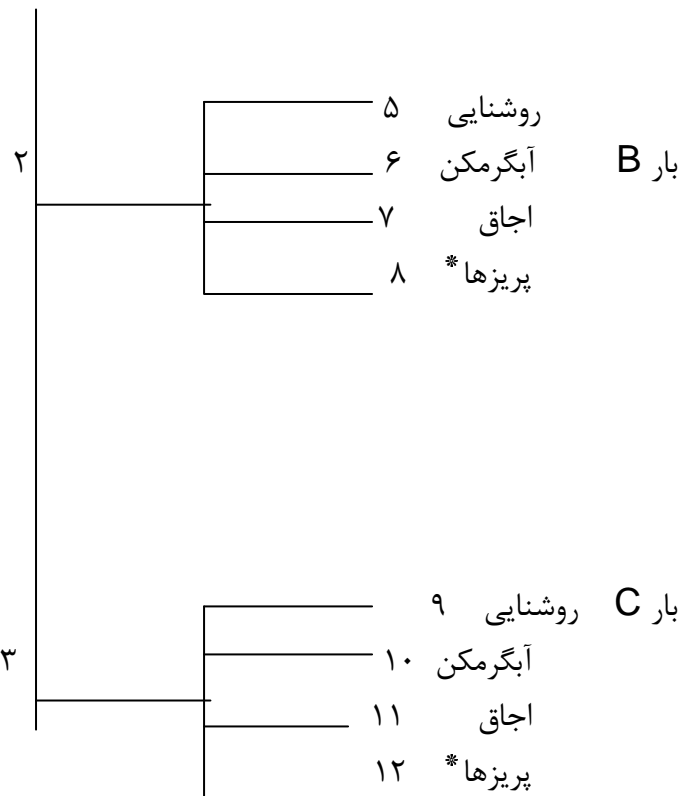 روشنایی ۵
۲ بار B آبگرمکن ۶
اجاق ۷
پریزها* ۸
بار C روشنایی ۹
۳ آبگرمکن ۱۰
اجاق ۱۱
پریزها* ۱۲